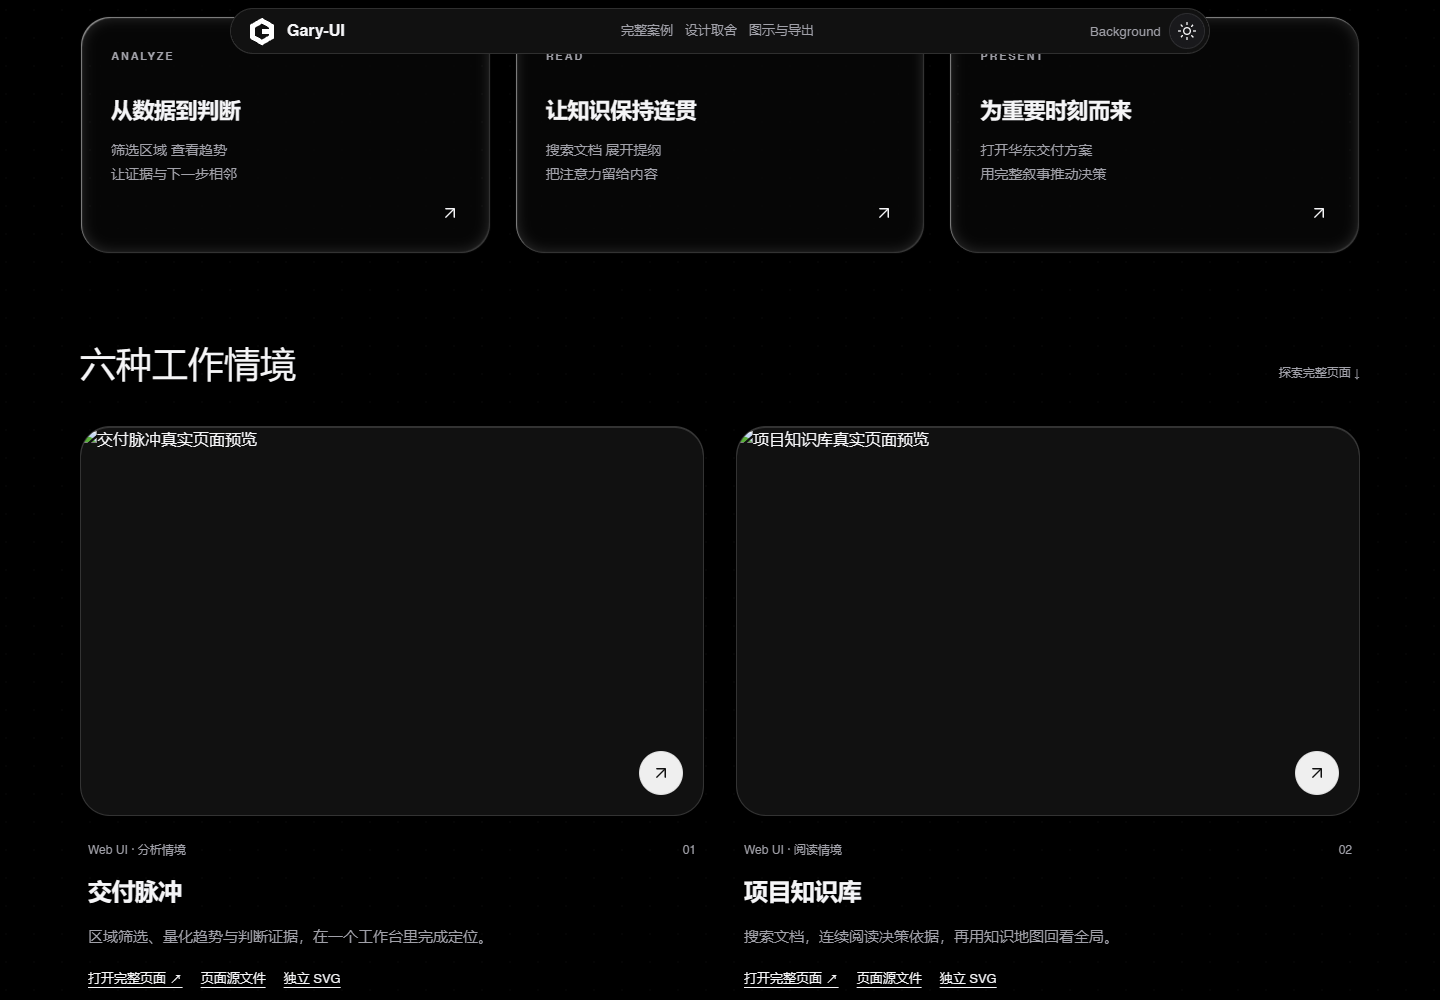 Gary-UI
完整案例 设计取舍 图示与导出
Background
ANALYZE
从数据到判断
筛选区域 查看趋势
让证据与下一步相邻
READ
让知识保持连贯
搜索文档 展开提纲
把注意力留给内容
PRESENT
为重要时刻而来
打开华东交付方案
用完整叙事推动决策
六种工作情境
探索完整页面 ↓
交付脉冲真实页面预览
项目知识库真实页面预览
Web UI · 分析情境
01
交付脉冲
区域筛选、量化趋势与判断证据，在一个工作台里完成定位。
打开完整页面 ↗ 页面源文件 独立 SVG
Web UI · 阅读情境
02
项目知识库
搜索文档，连续阅读决策依据，再用知识地图回看全局。
打开完整页面 ↗ 页面源文件 独立 SVG